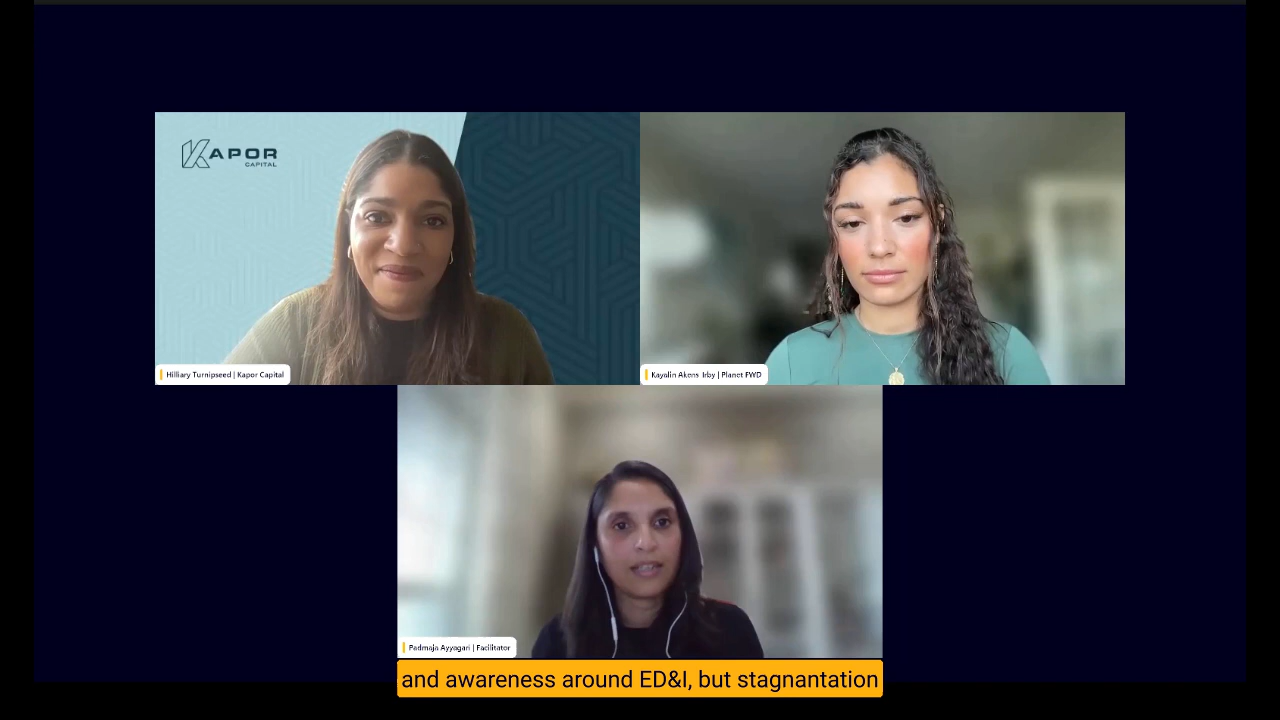 KAPOR
CAPITAL
Hilliary Turnipseed | Kapor Capital
Kayalin Akens-Irby | Planet FWD
Padmaja Ayyagari | Facilitator
and awareness around ED&I, but stagnantation